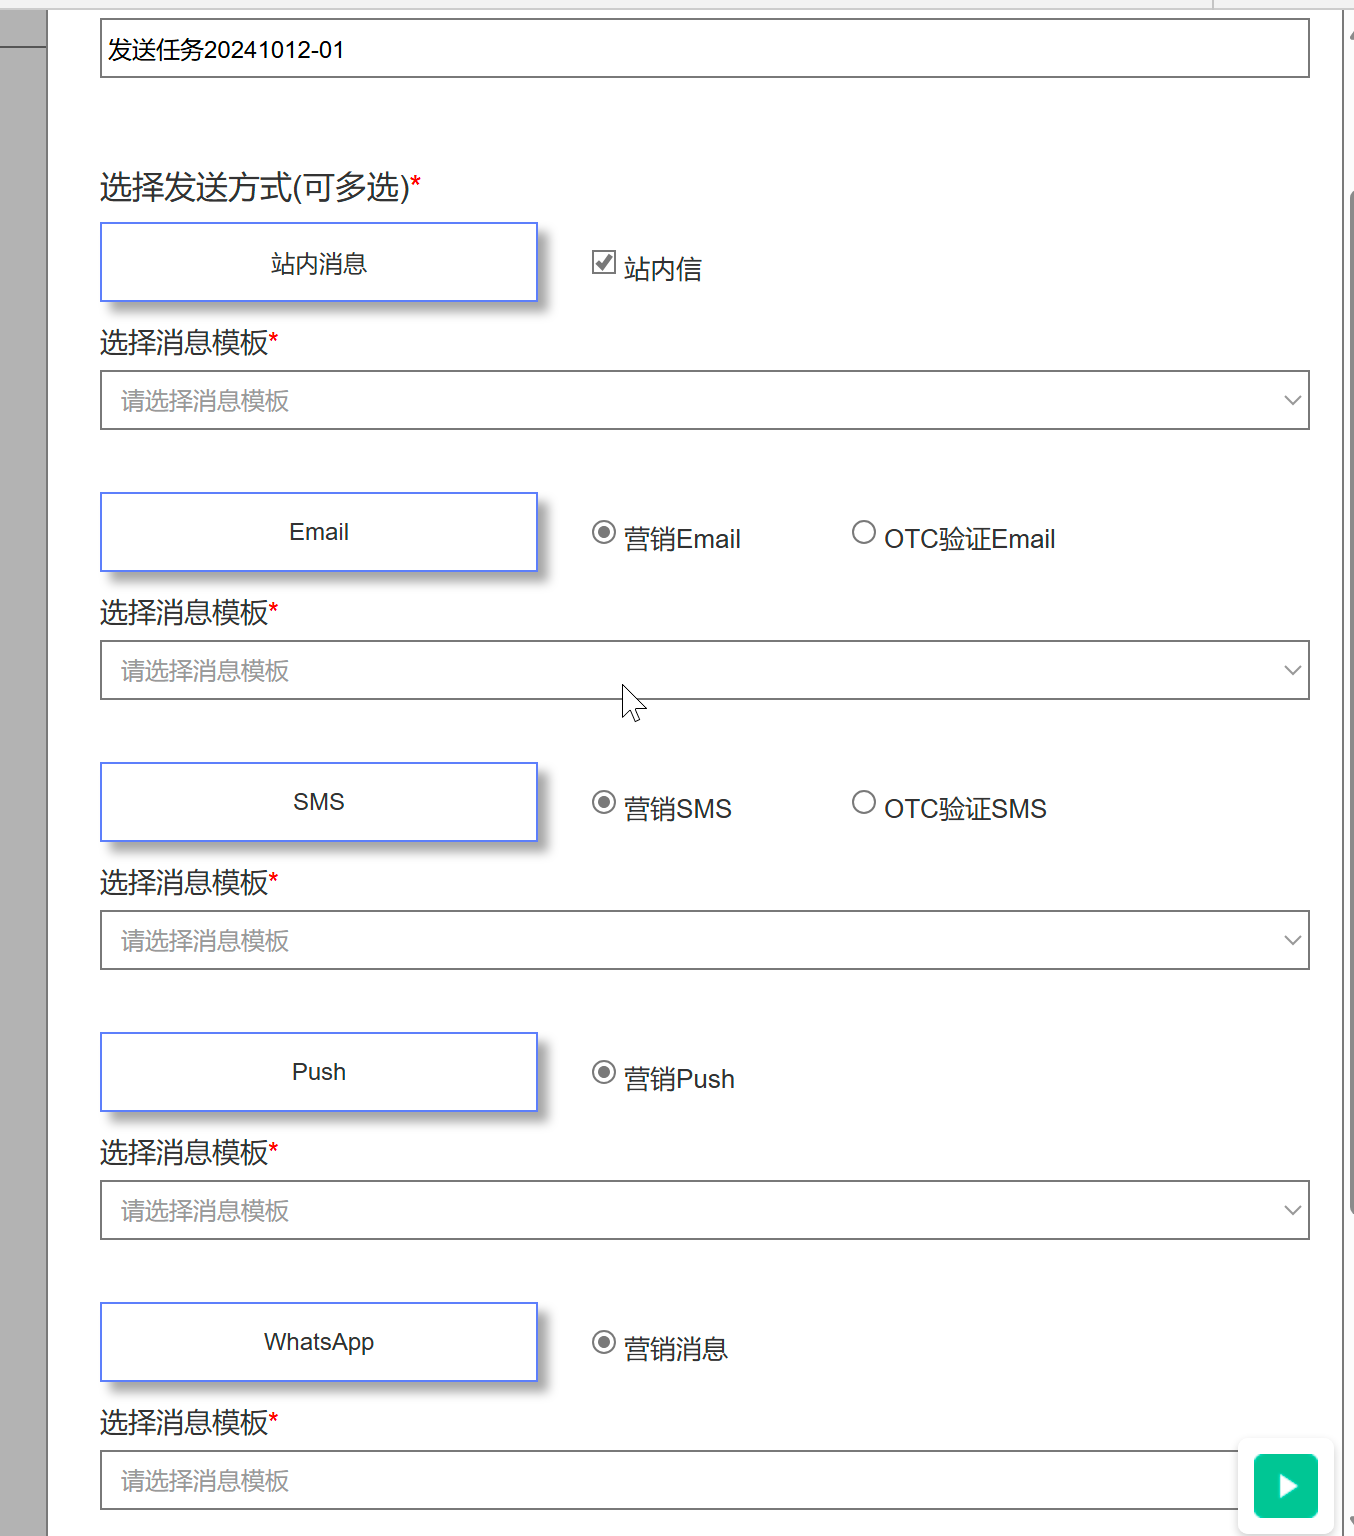 发送任务20241012-01
选择发送方式(可多选)*
站内消息
站内信
选择消息模板*
请选择消息模板
Email
营销Email
OTC验证Email
选择消息模板*
请选择消息模板
SMS
营销SMS
OTC验证SMS
选择消息模板*
请选择消息模板
Push
营销Push
选择消息模板*
请选择消息模板
WhatsApp
营销消息
选择消息模板*
请选择消息模板